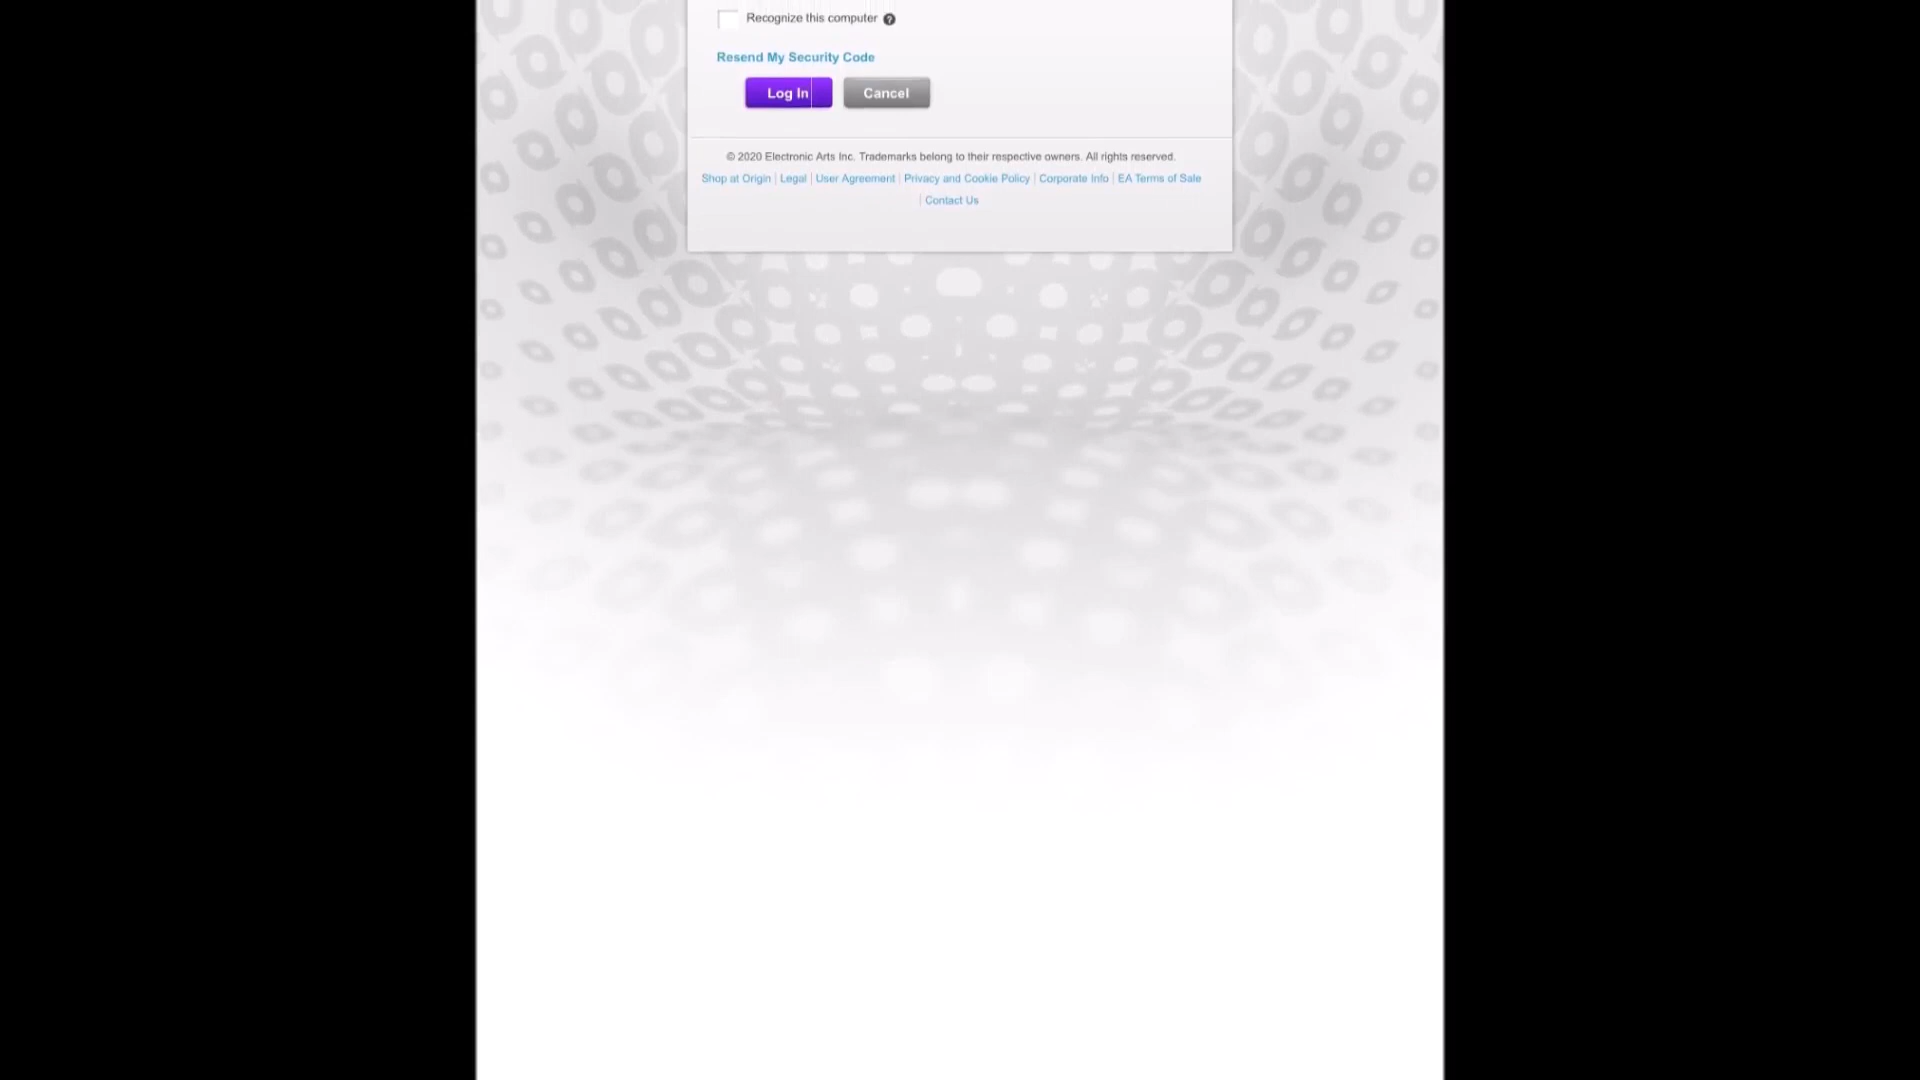 Recognize this computer ?
Resend My Security Code
Log In Cancel
© 2020 Electronic Arts Inc. Trademarks belong to their respective owners. All rights reserved.
Shop at Origin | Legal | User Agreement | Privacy and Cookie Policy | Corporate Info | EA Terms of Sale
| Contact Us